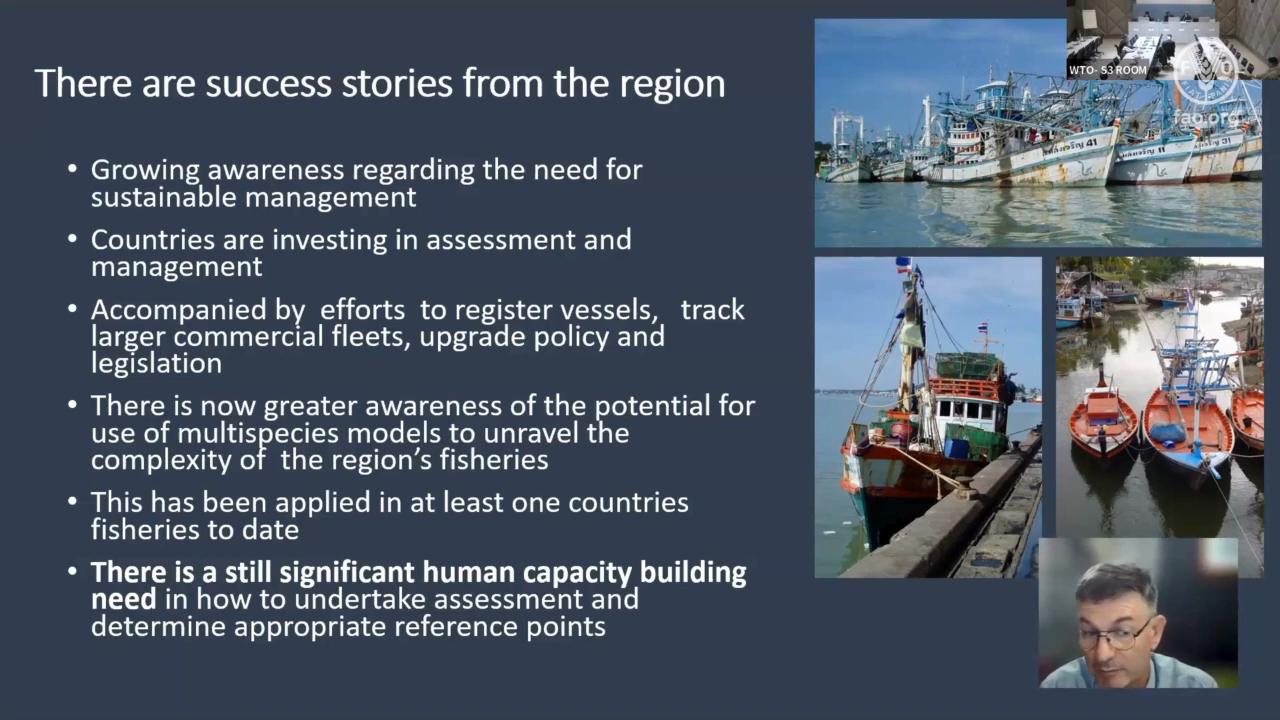 There are success stories from the region
• Growing awareness regarding the need for
sustainable management
• Countries are investing in assessment and
management
• Accompanied by efforts to register vessels, track
larger commercial fleets, upgrade policy and
legislation
• There is now greater awareness of the potential for
use of multispecies models to unravel the
complexity of the region’s fisheries
• This has been applied in at least one countries
fisheries to date
• There is a still significant human capacity building
need in how to undertake assessment and
determine appropriate reference points
WTO- S3 ROOM
fao.org
41
11
31